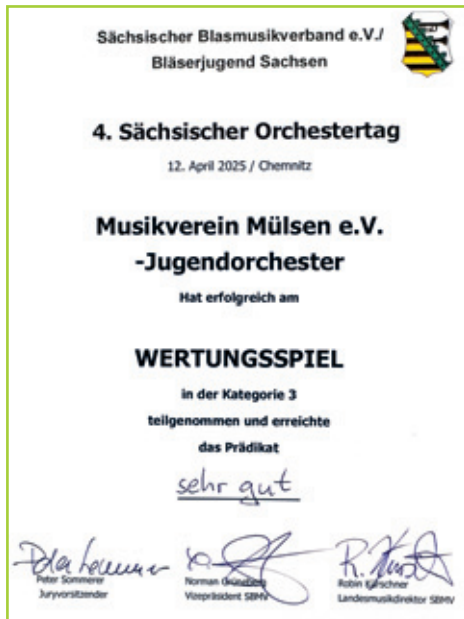 Sächsischer Blasmusikverband e.V./
Bläserjugend Sachsen
4. Sächsischer Orchestertag
12. April 2025 / Chemnitz
Musikverein Mülsen e.V.
-Jugendorchester
Hat erfolgreich am
WERTUNGSSPIEL
in der Kategorie 3
teilgenommen und erreichte
das Prädikat
sehr gut
Peter Sommerer
Juryvorsitzender
Norman Grüneberg
Vizepräsident SBMV
Robin Kürschner
Landesmusikdirektor SBMV